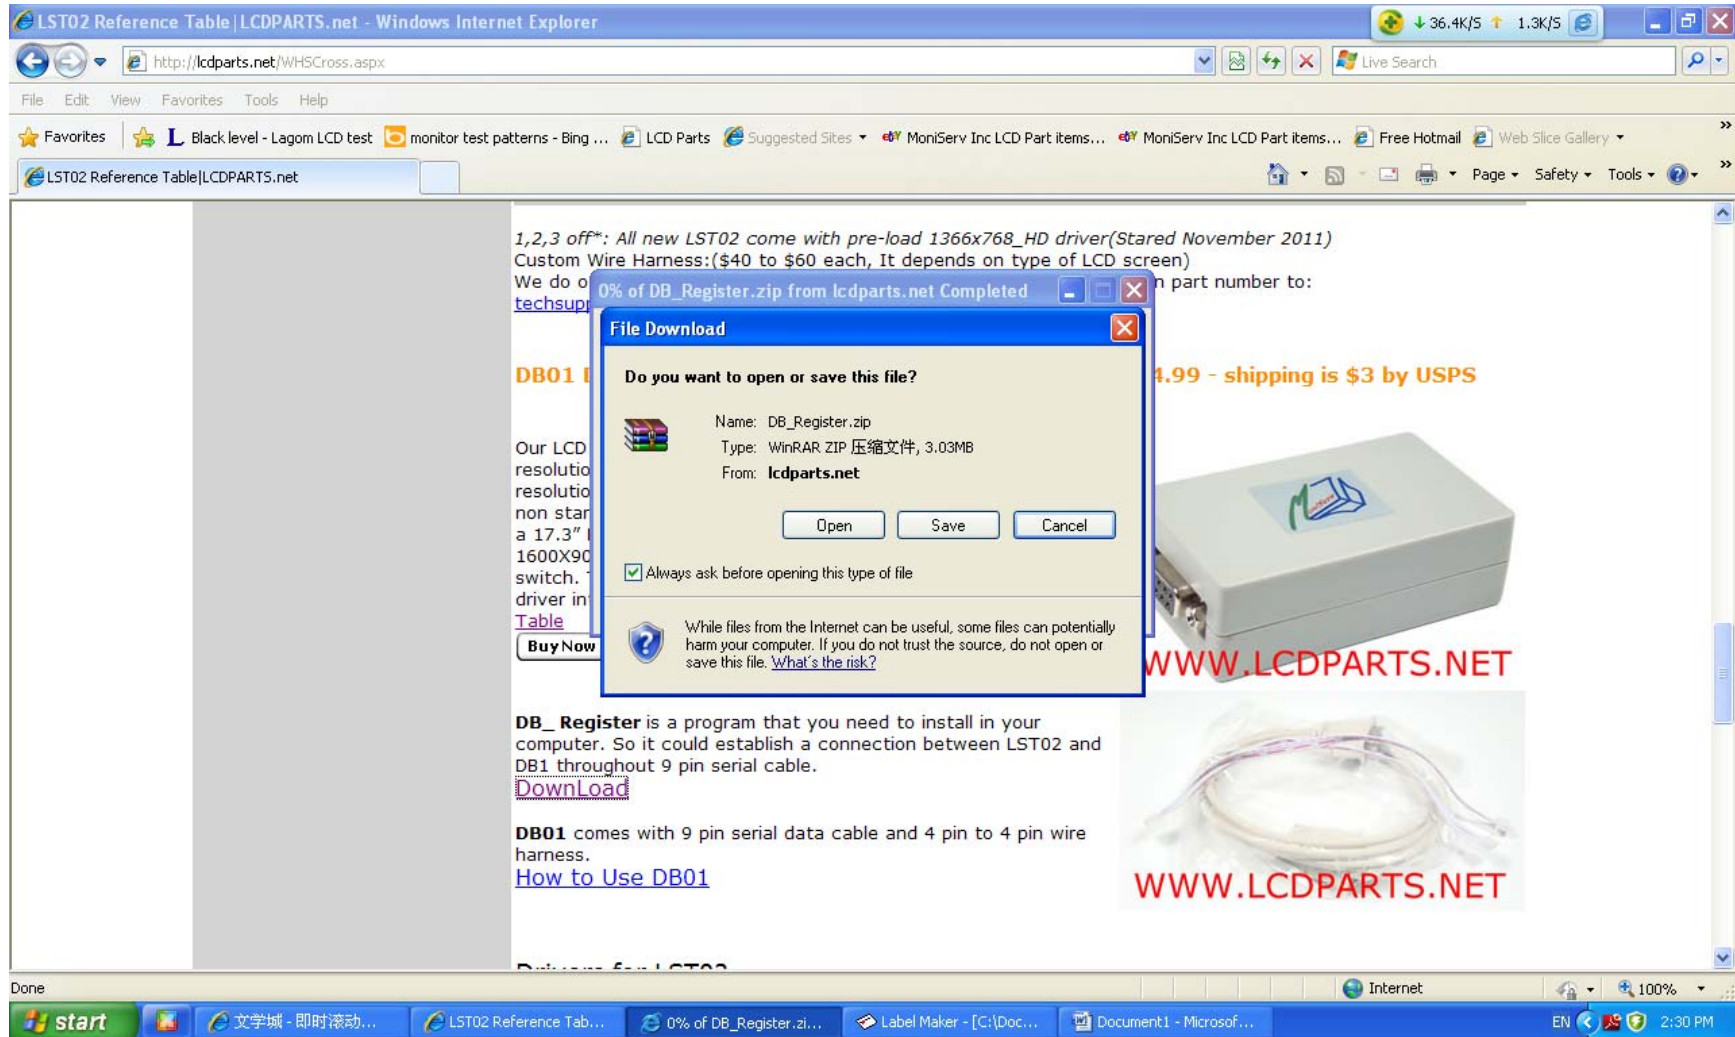 LST02 Reference Table|LCDPARTS.net - Windows Internet Explorer
36.4K/S 1.3K/S
http://lcdparts.net/WHSCross.aspx
Live Search
File Edit View Favorites Tools Help
Favorites L Black level - Lagom LCD test monitor test patterns - Bing ... LCD Parts Suggested Sites MoniServ Inc LCD Part items... MoniServ Inc LCD Part items... Free Hotmail Web Slice Gallery
LST02 Reference Table|LCDPARTS.net
Page Safety Tools
1,2,3 off*: All new LST02 come with pre-load 1366x768_HD driver(Stared November 2011)
Custom Wire Harness:($40 to $60 each, It depends on type of LCD screen)
We do o
n part number to:
techsupp
0% of DB_Register.zip from lcdparts.net Completed
File Download
Do you want to open or save this file?
Name: DB_Register.zip
Type: WinRAR ZIP 压缩文件, 3.03MB
From: lcdparts.net
Open Save Cancel
Always ask before opening this type of file
While files from the Internet can be useful, some files can potentially
harm your computer. If you do not trust the source, do not open or
save this file. What's the risk?
DB01
4.99 - shipping is $3 by USPS
Our LCD
resolutio
resolutio
non star
a 17.3"
1600X90
switch.
driver in
Table
Buy Now
WWW.LCDPARTS.NET
DB_ Register is a program that you need to install in your
computer. So it could establish a connection between LST02 and
DB1 throughout 9 pin serial cable.
DownLoad
DB01 comes with 9 pin serial data cable and 4 pin to 4 pin wire
harness.
How to Use DB01
WWW.LCDPARTS.NET
Drivers for LST02
Done
Internet
100%
start
文学城 - 即时滚动...
LST02 Reference Tab...
0% of DB_Register.zi...
Label Maker - [C:\Doc...
Document1 - Microsof...
EN
2:30 PM